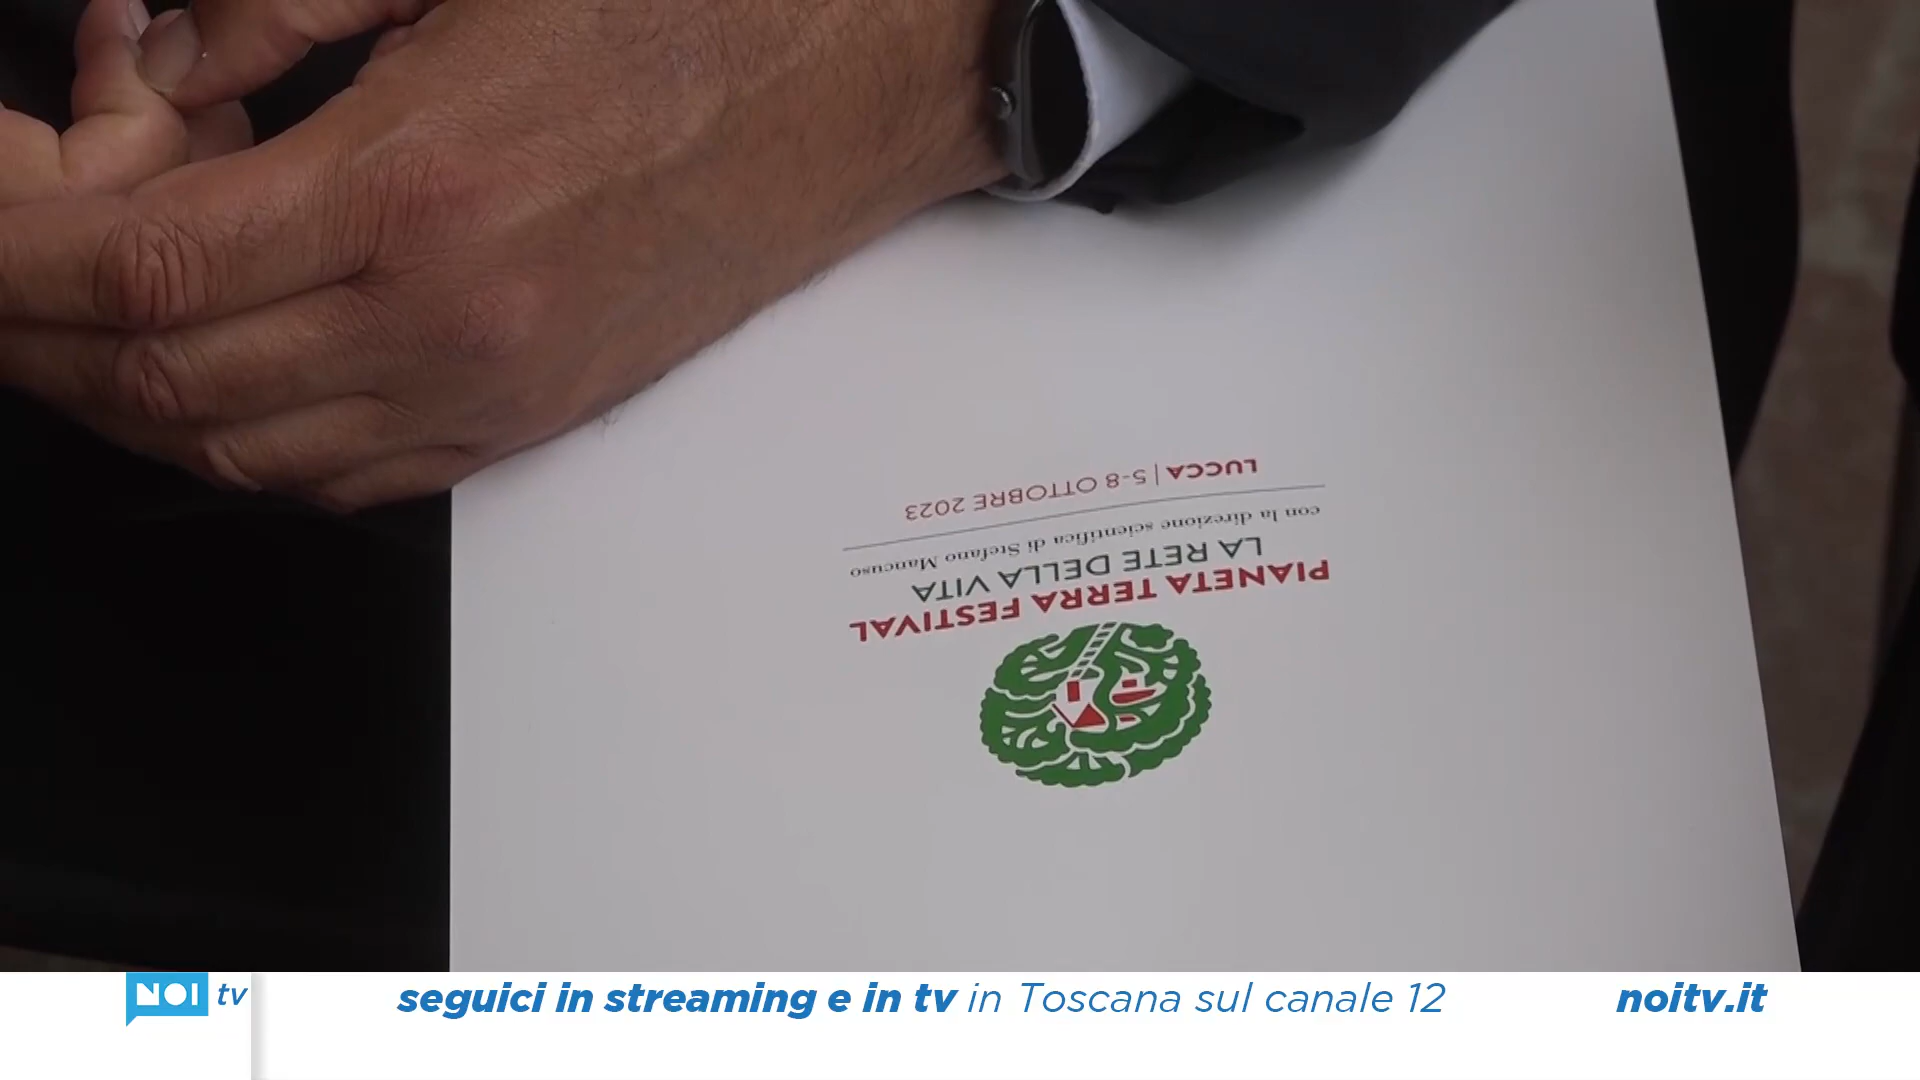 PIANETA TERRA FESTIVAL
LA RETE DELLA VITA
con la direzione scientifica di Stefano Mancuso
LUCCA | 5-8 OTTOBRE 2023
NOI tv
seguici in streaming e in tv in Toscana sul canale 12
noitv.it